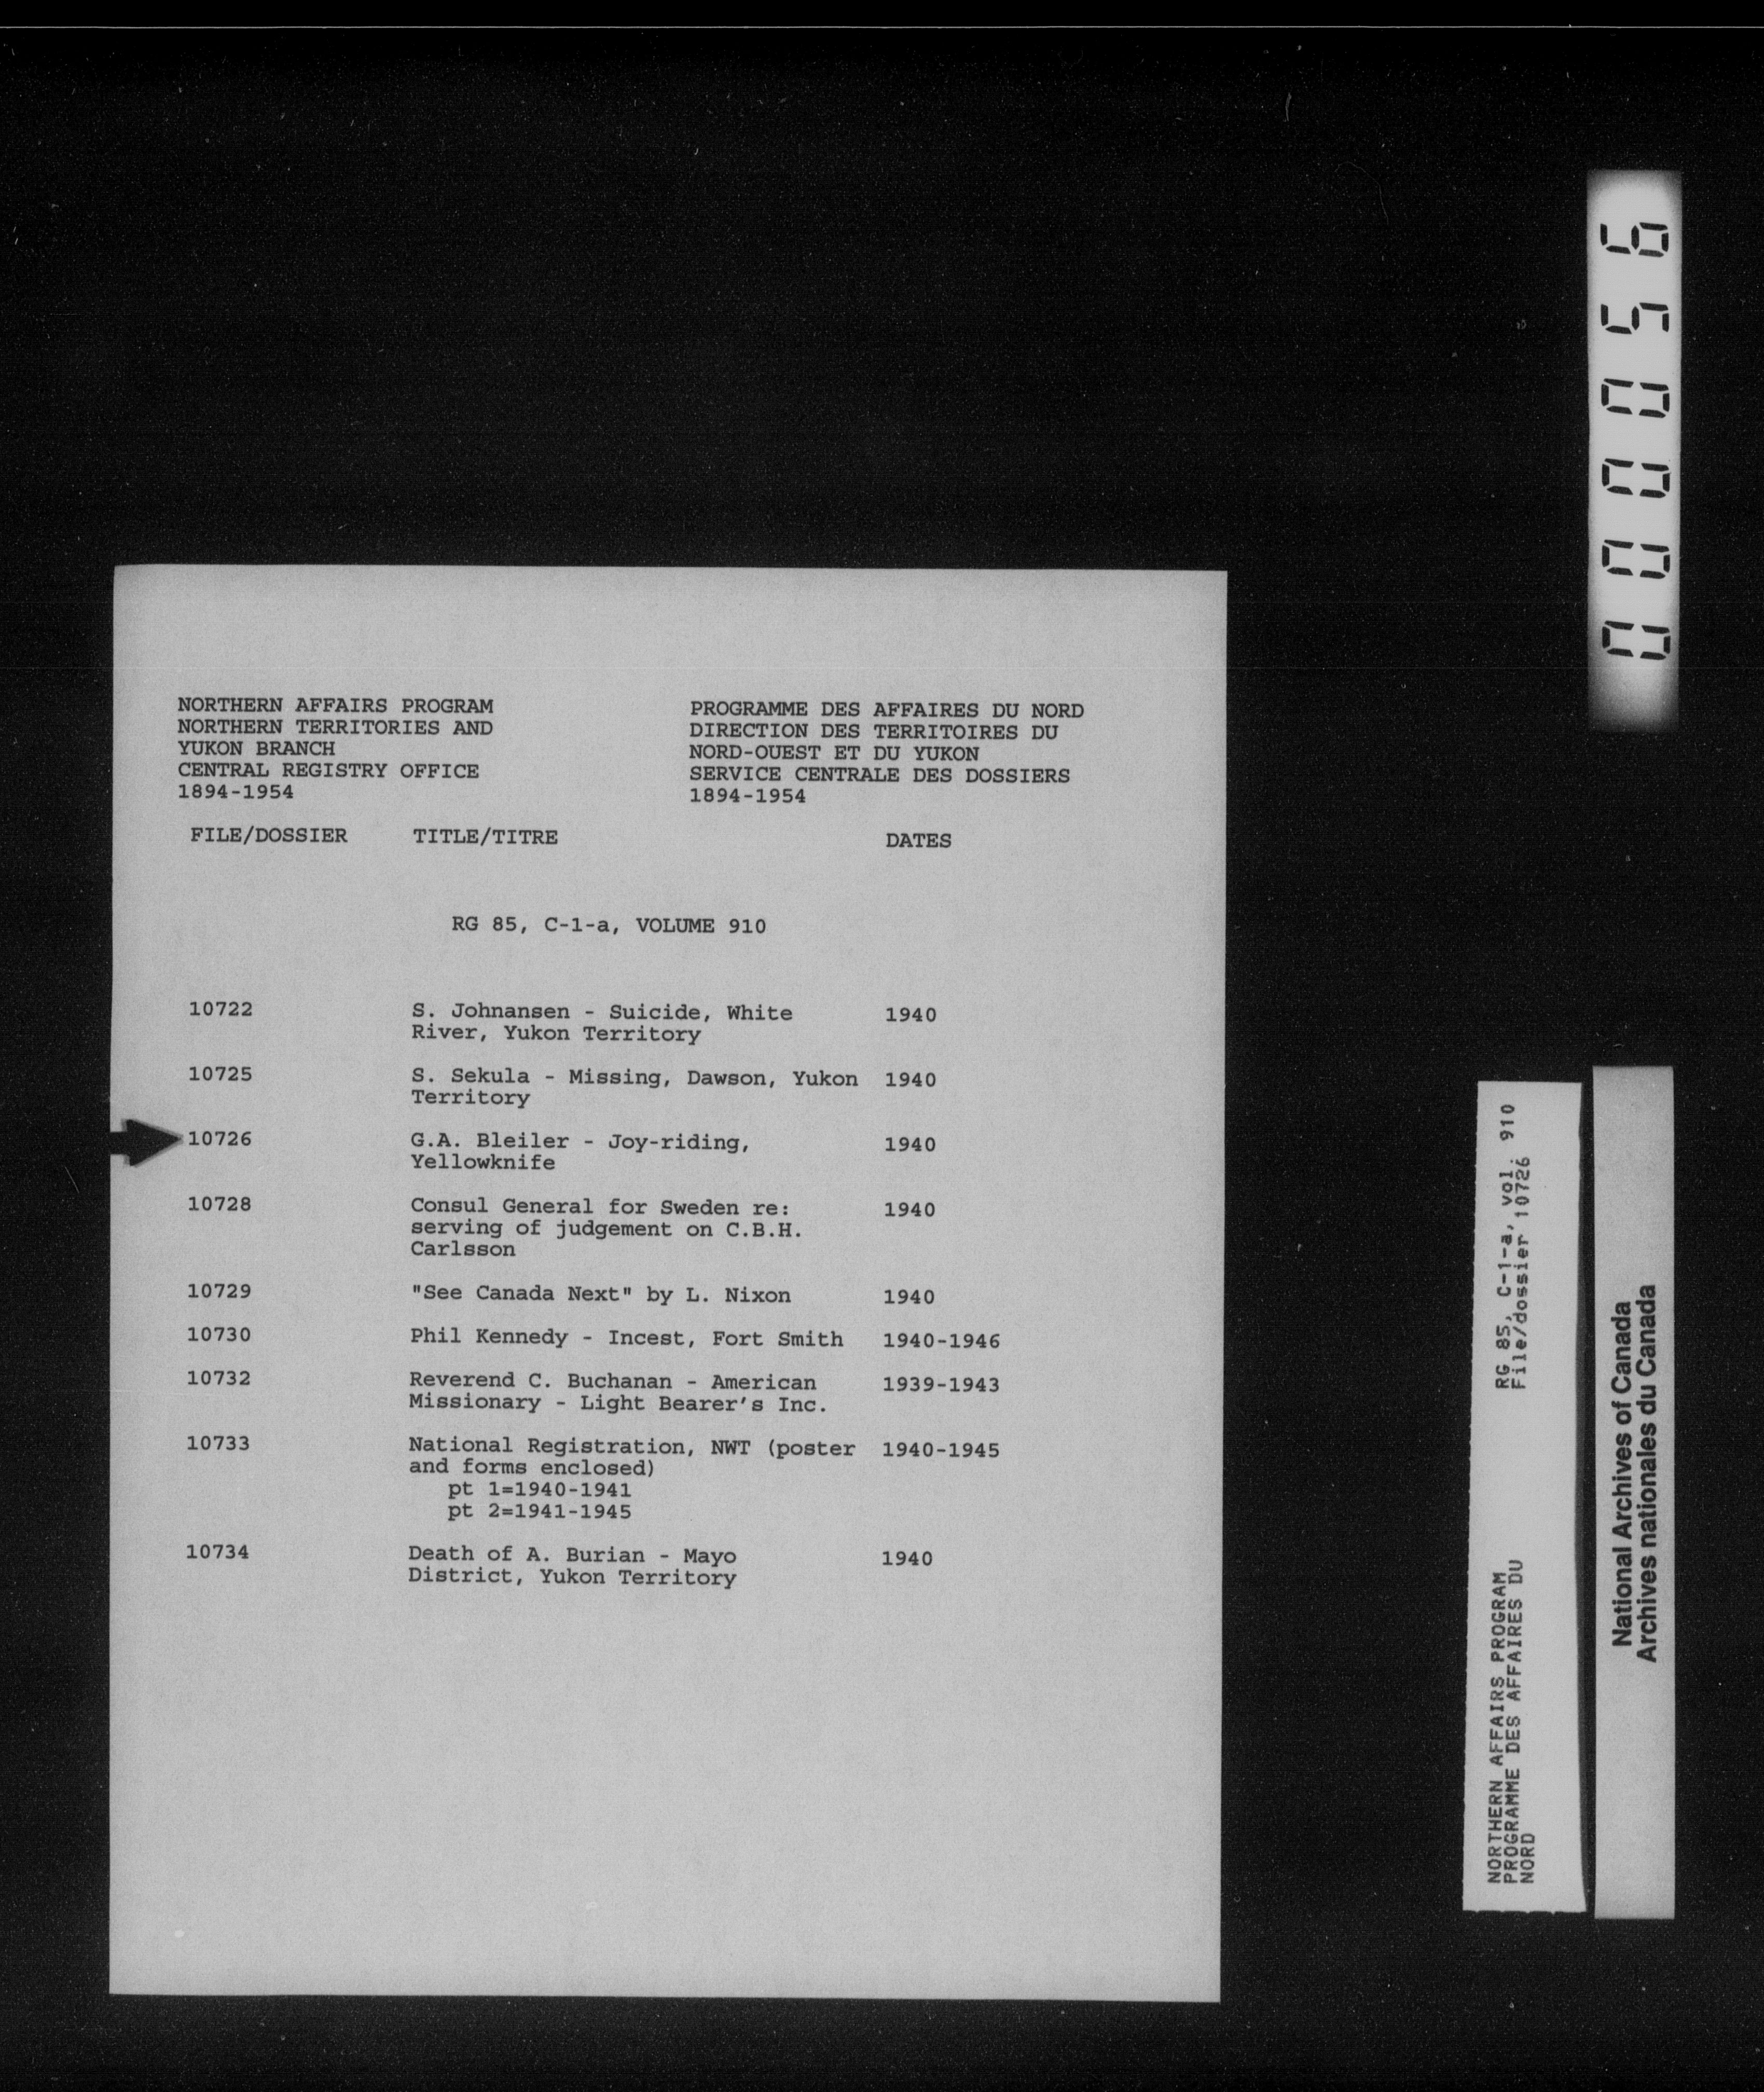 NORTHERN AFFAIRS PROGRAM
NORTHERN TERRITORIES AND
YUKON BRANCH
CENTRAL REGISTRY OFFICE
1894-1954
PROGRAMME DES AFFAIRES DU NORD
DIRECTION DES TERRITOIRES DU
NORD-OUEST ET DU YUKON
SERVICE CENTRALE DES DOSSIERS
1894-1954
FILE/DOSSIER TITLE/TITRE DATES
RG 85, C-1-a, VOLUME 910
10722 S. Johnansen - Suicide, White 1940
River, Yukon Territory
10725 S. Sekula - Missing, Dawson, Yukon 1940
Territory
10726 G.A. Bleiler - Joy-riding, 1940
Yellowknife
10728 Consul General for Sweden re: 1940
serving of judgement on C.B.H.
Carlsson
10729 "See Canada Next" by L. Nixon 1940
10730 Phil Kennedy - Incest, Fort Smith 1940-1946
10732 Reverend C. Buchanan - American 1939-1943
Missionary - Light Bearer's Inc.
10733 National Registration, NWT (poster 1940-1945
and forms enclosed)
pt 1=1940-1941
pt 2=1941-1945
10734 Death of A. Burian - Mayo 1940
District, Yukon Territory
000056
NORTHERN AFFAIRS PROGRAM RG 85, C-1-a, vol. 910
PROGRAMME DES AFFAIRES DU File/dossier 10726
NORD
National Archives of Canada
Archives nationales du Canada